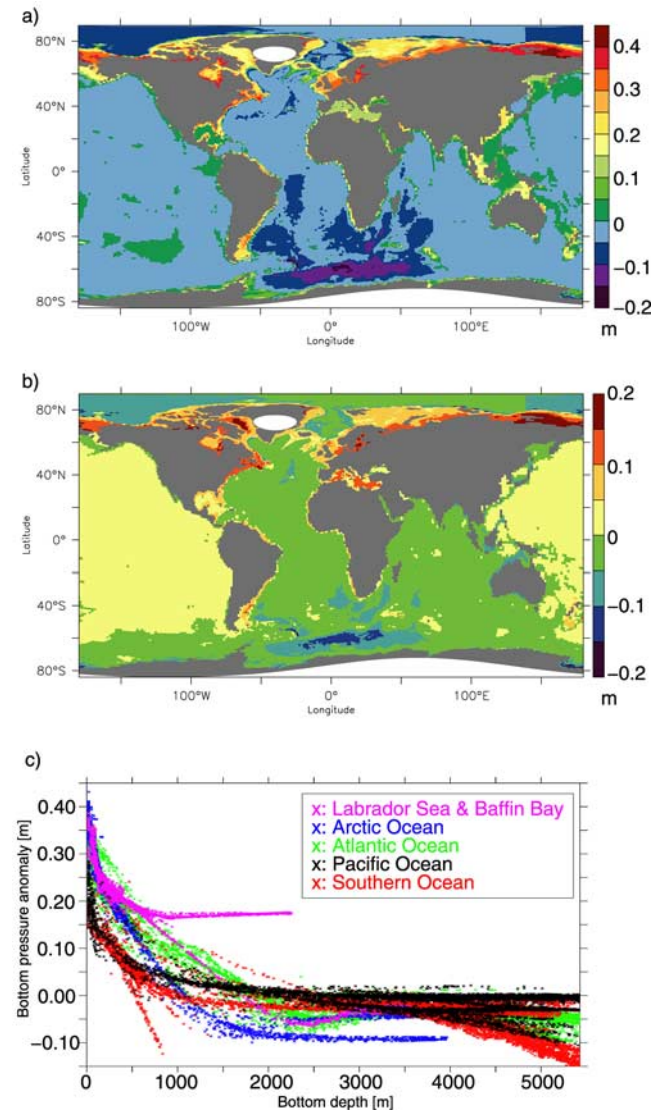 a)
80°N
40°N
0°
40°S
80°S
Latitude
100°W
0°
100°E
Longitude
0.4
0.3
0.2
0.1
0
−0.1
−0.2
m
b)
80°N
40°N
0°
40°S
80°S
Latitude
100°W
0°
100°E
Longitude
0.2
0.1
0
−0.1
−0.2
m
c)
0.40
0.30
0.20
0.10
0.00
−0.10
Bottom pressure anomaly [m]
x: Labrador Sea & Baffin Bay
x: Arctic Ocean
x: Atlantic Ocean
x: Pacific Ocean
x: Southern Ocean
0 1000 2000 3000 4000 5000
Bottom depth [m]